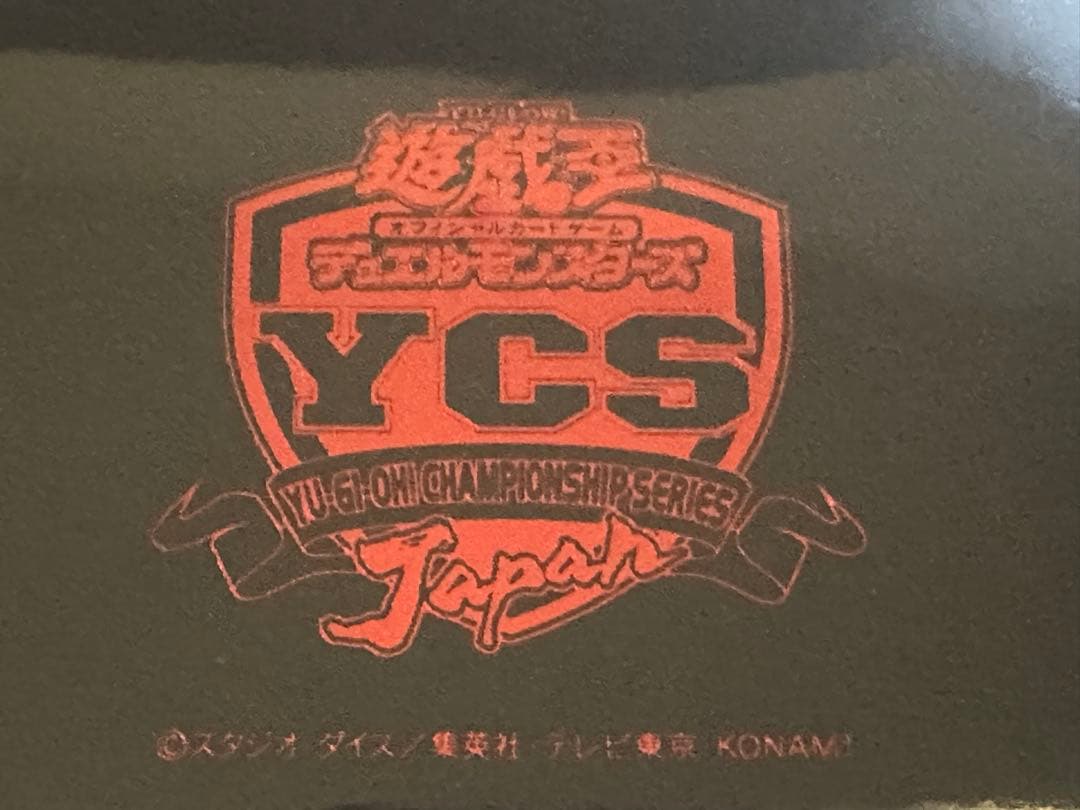 遊戯王
オフィシャルカードゲーム
デュエルモンスターズ
YCS
YU-GI-OH! CHAMPIONSHIP SERIES
Japan
©スタジオ・ダイス/集英社・テレビ東京・KONAMI